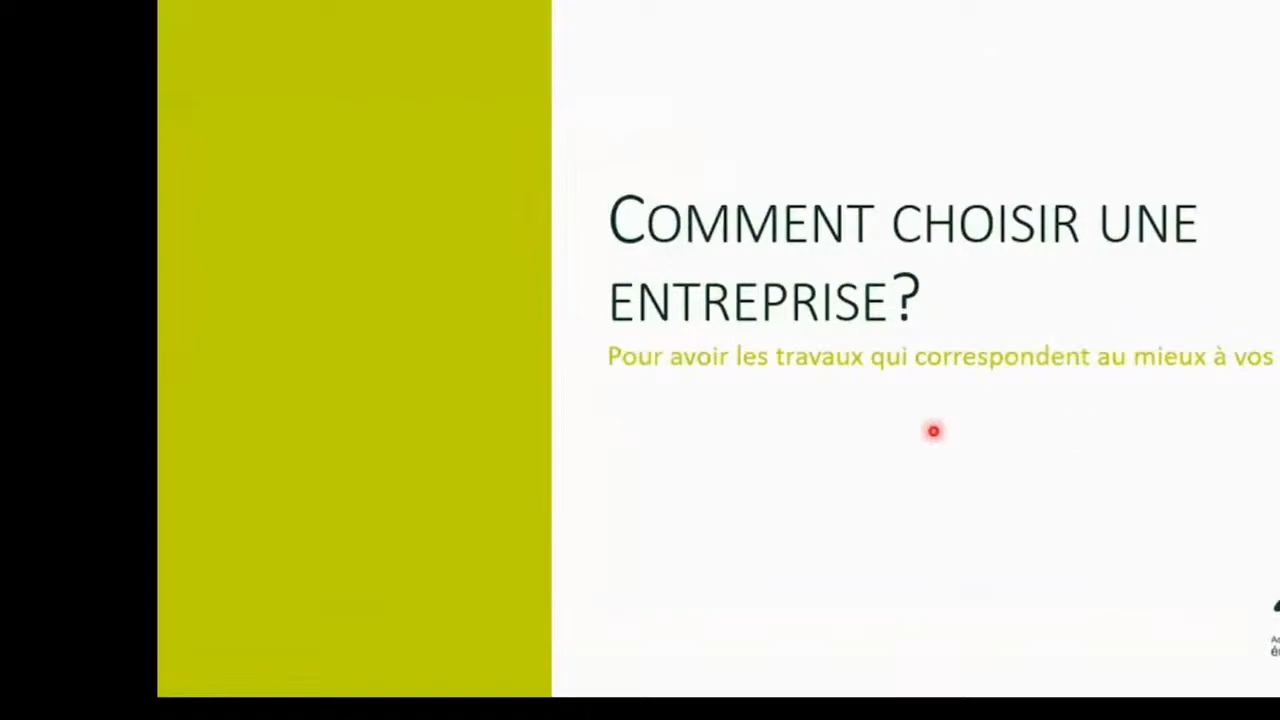 COMMENT CHOISIR UNE
ENTREPRISE?
Pour avoir les travaux qui correspondent au mieux à vos